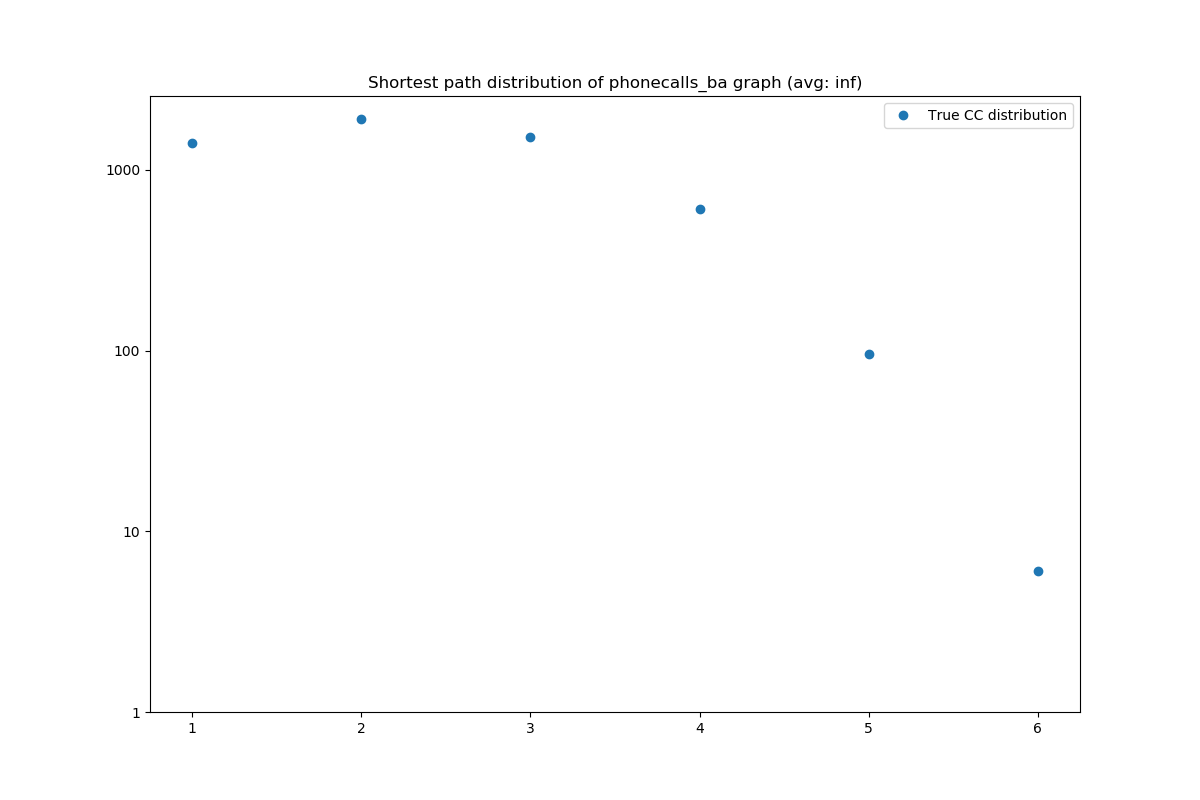 Shortest path distribution of phonecalls_ba graph (avg: inf)
True CC distribution
1000
100
10
1
1 2 3 4 5 6